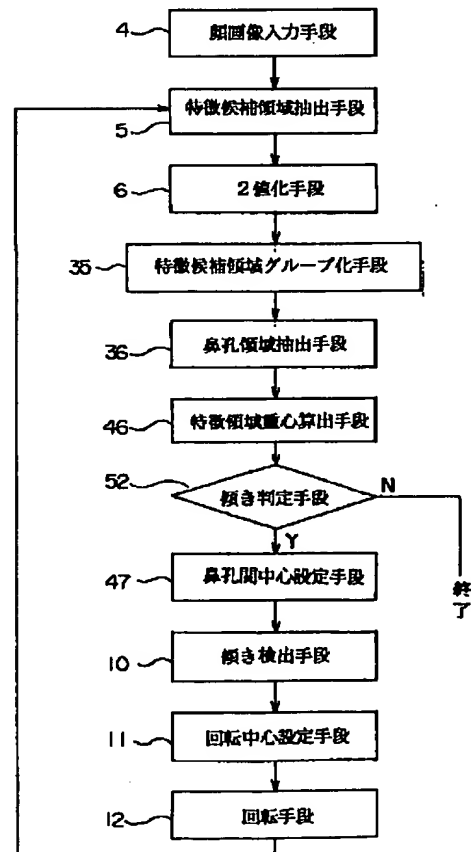 4 顔画像入力手段
特徴候補領域抽出手段
5
6 2値化手段
35 特徴候補領域グループ化手段
36 鼻孔領域抽出手段
46 特徴領域重心算出手段
52 傾き判定手段 N
Y
47 鼻孔間中心設定手段
終了
10 傾き検出手段
11 回転中心設定手段
12 回転手段